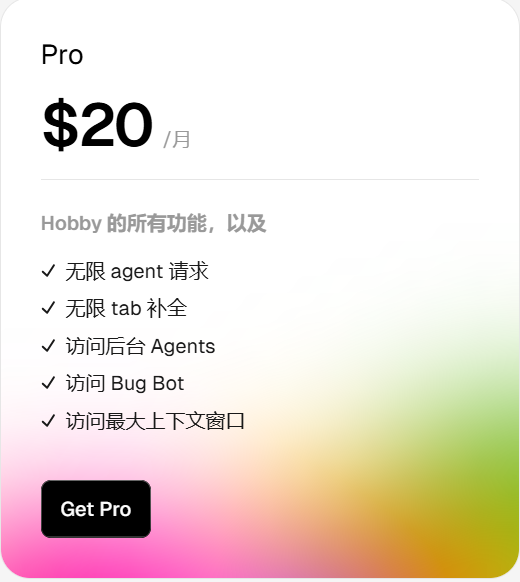 Pro
$20 /月
Hobby 的所有功能，以及
✓ 无限 agent 请求
✓ 无限 tab 补全
✓ 访问后台 Agents
✓ 访问 Bug Bot
✓ 访问最大上下文窗口
Get Pro